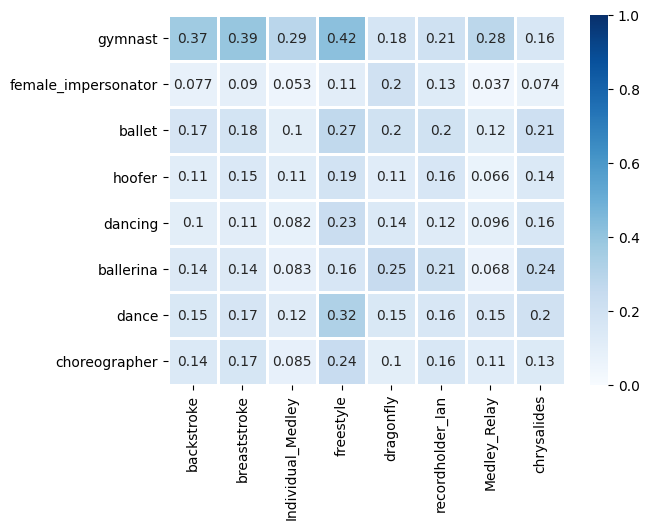 gymnast 0.37 0.39 0.29 0.42 0.18 0.21 0.28 0.16
female_impersonator 0.077 0.09 0.053 0.11 0.2 0.13 0.037 0.074
ballet 0.17 0.18 0.1 0.27 0.2 0.2 0.12 0.21
hoofer 0.11 0.15 0.11 0.19 0.11 0.16 0.066 0.14
dancing 0.1 0.11 0.082 0.23 0.14 0.12 0.096 0.16
ballerina 0.14 0.14 0.083 0.16 0.25 0.21 0.068 0.24
dance 0.15 0.17 0.12 0.32 0.15 0.16 0.15 0.2
choreographer 0.14 0.17 0.085 0.24 0.1 0.16 0.11 0.13
backstroke
breaststroke
Individual_Medley
freestyle
dragonfly
recordholder_Ian
Medley_Relay
chrysalides
1.0
0.8
0.6
0.4
0.2
0.0